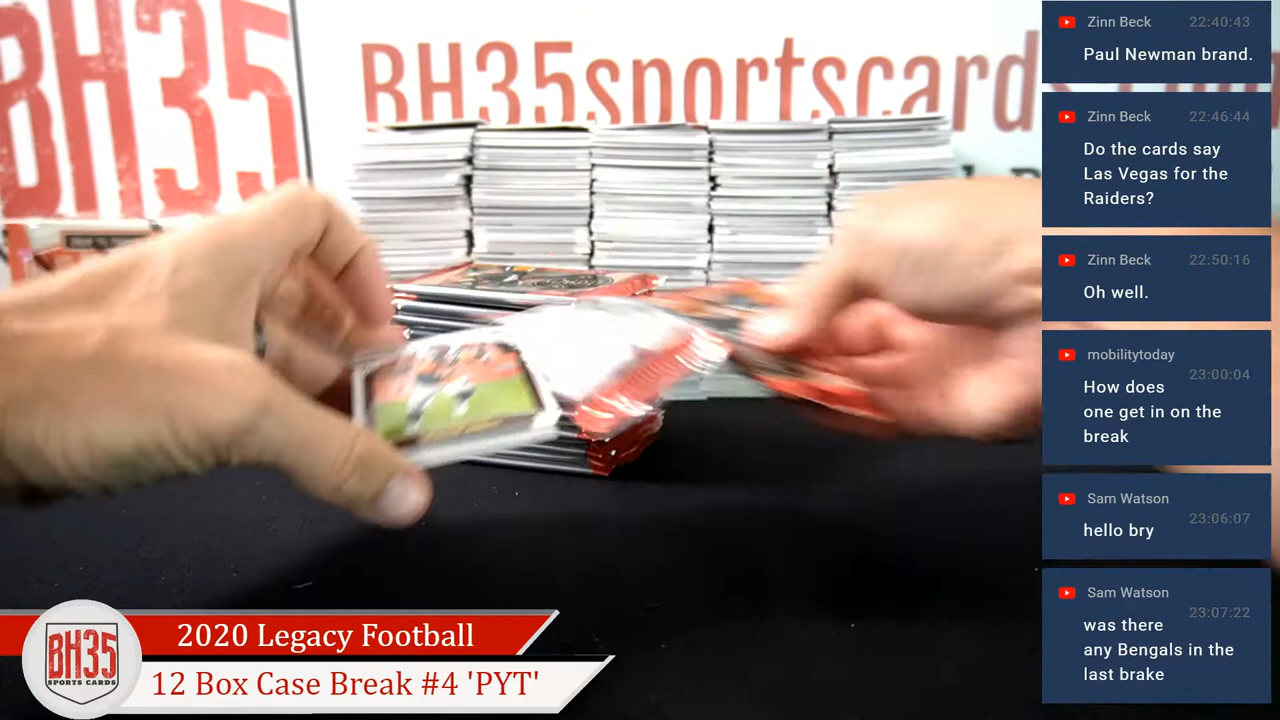 BH35
BH35sportscard
Zinn Beck 22:40:43
Paul Newman brand.
Zinn Beck 22:46:44
Do the cards say
Las Vegas for the
Raiders?
Zinn Beck 22:50:16
Oh well.
mobilitytoday 23:00:04
How does
one get in on the
break
Sam Watson 23:06:07
hello bry
Sam Watson 23:07:22
was there
any Bengals in the
last brake
BH35
SPORTS CARDS
2020 Legacy Football
12 Box Case Break #4 'PYT'